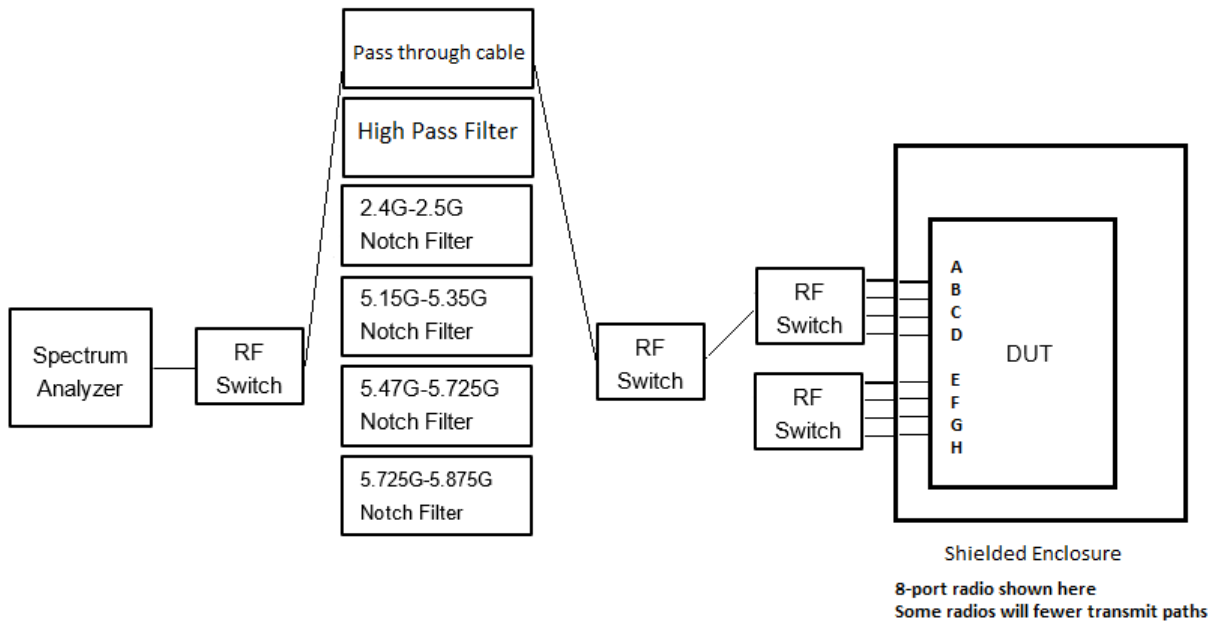 Pass through cable
High Pass Filter
2.4G-2.5G
Notch Filter
5.15G-5.35G
Notch Filter
5.47G-5.725G
Notch Filter
5.725G-5.875G
Notch Filter
Spectrum
Analyzer
RF
Switch
RF
Switch
RF
Switch
RF
Switch
A
B
C
D
E
F
G
H
DUT
Shielded Enclosure
8-port radio shown here
Some radios will fewer transmit paths